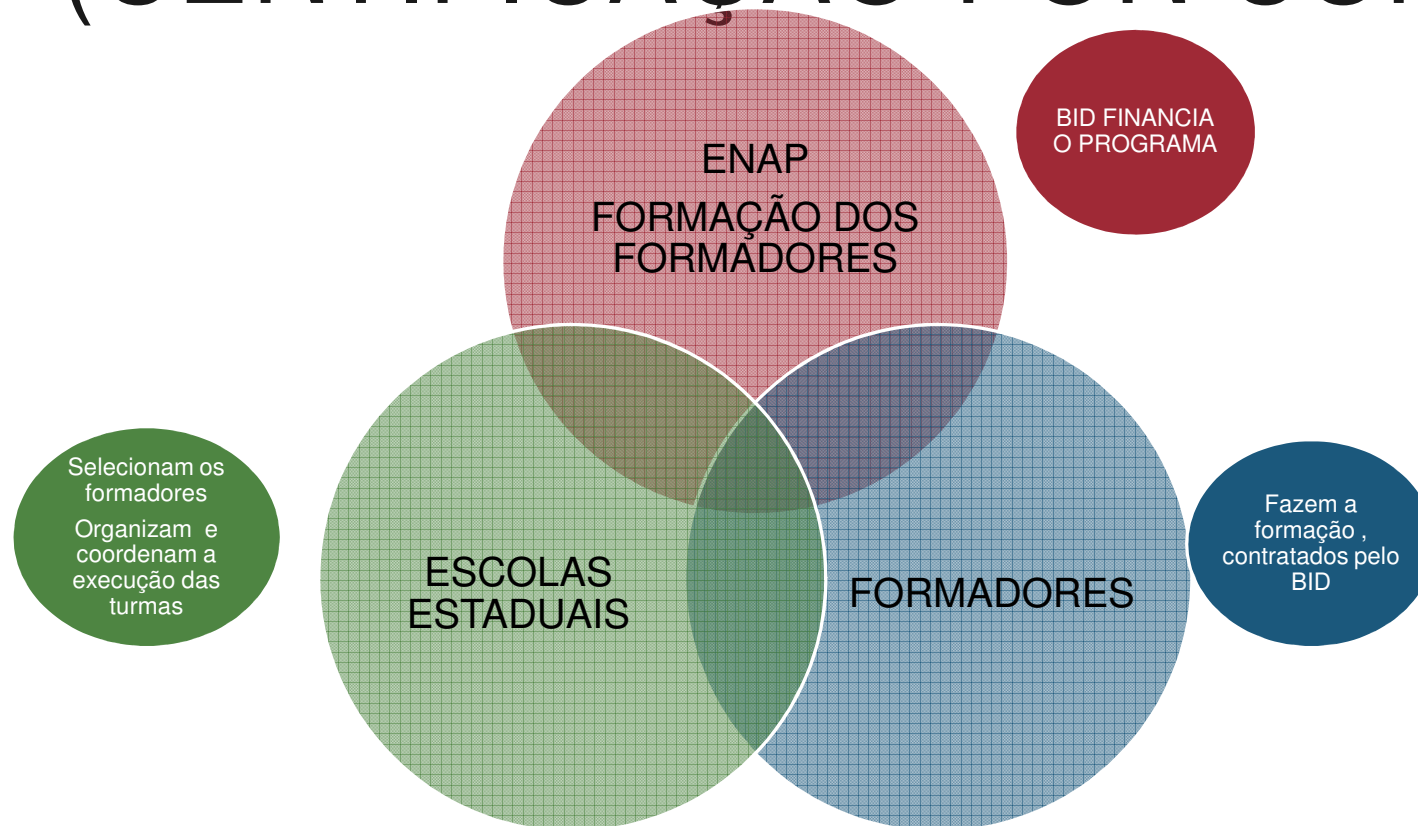 BID FINANCIA
O PROGRAMA
ENAP
FORMAÇÃO DOS
FORMADORES
Selecionam os
formadores
Organizam e
coordenam a
execução das
turmas
ESCOLAS
ESTADUAIS
FORMADORES
Fazem a
formação ,
contratados pelo
BID